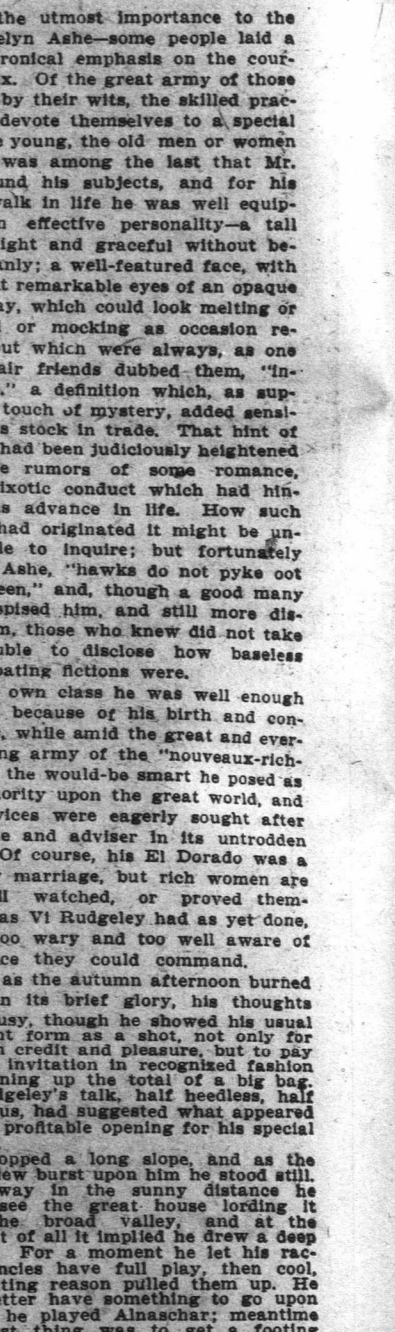 the utmost importance to the
elyn Ashe—some people laid a
ronical emphasis on the cour-
x. Of the great army of those
by their wits, the skilled prac-
devote themselves to a special
e young, the old men or women
was among the last that Mr.
und his subjects, and for his
walk in life he was well equip-
n effective personality—a tall
ight and graceful without be-
inly; a well-featured face, with
t remarkable eyes of an opaque
ay, which could look melting or
d or mocking as occasion re-
ut which were always, as one
air friends dubbed them, "in-
." a definition which, as sup-
touch of mystery, added sensi-
s stock in trade. That hint of
had been judiciously heightened
e rumors of some romance,
ixotic conduct which had hin-
s advance in life. How such
had originated it might be un-
le to inquire; but fortunately
Ashe, "hawks do not pyke oot
een," and, though a good many
spised him, and still more dis-
m, those who knew did not take
uble to disclose how baseless
pating fictions were.
own class he was well enough
because of his birth and con-
, while amid the great and ever-
ng army of the "nouveaux-rich-
the would-be smart he posed as
ority upon the great world, and
vices were eagerly sought after
e and adviser in its untrodden
Of course, his El Dorado was a
marriage, but rich women are
ll watched, or proved them-
as Vi Rudgeley had as yet done,
oo wary and too well aware of
ce they could command.
as the autumn afternoon burned
n its brief glory, his thoughts
usy, though he showed his usual
nt form as a shot, not only for
n credit and pleasure, but to pay
invitation in recognized fashion
ning up the total of a big bag.
dgeley's talk, half heedless, half
us, had suggested what appeared
profitable opening for his special
opped a long slope, and as the
iew burst upon him he stood still.
way in the sunny distance he
see the great house lording it
he broad valley, and at the
t of all it implied he drew a deep
For a moment he let his rac-
ncies have full play, then cool,
ting reason pulled them up. He
etter have something to go upon
he played Alnaschar; meantime
st thing was to get a footing